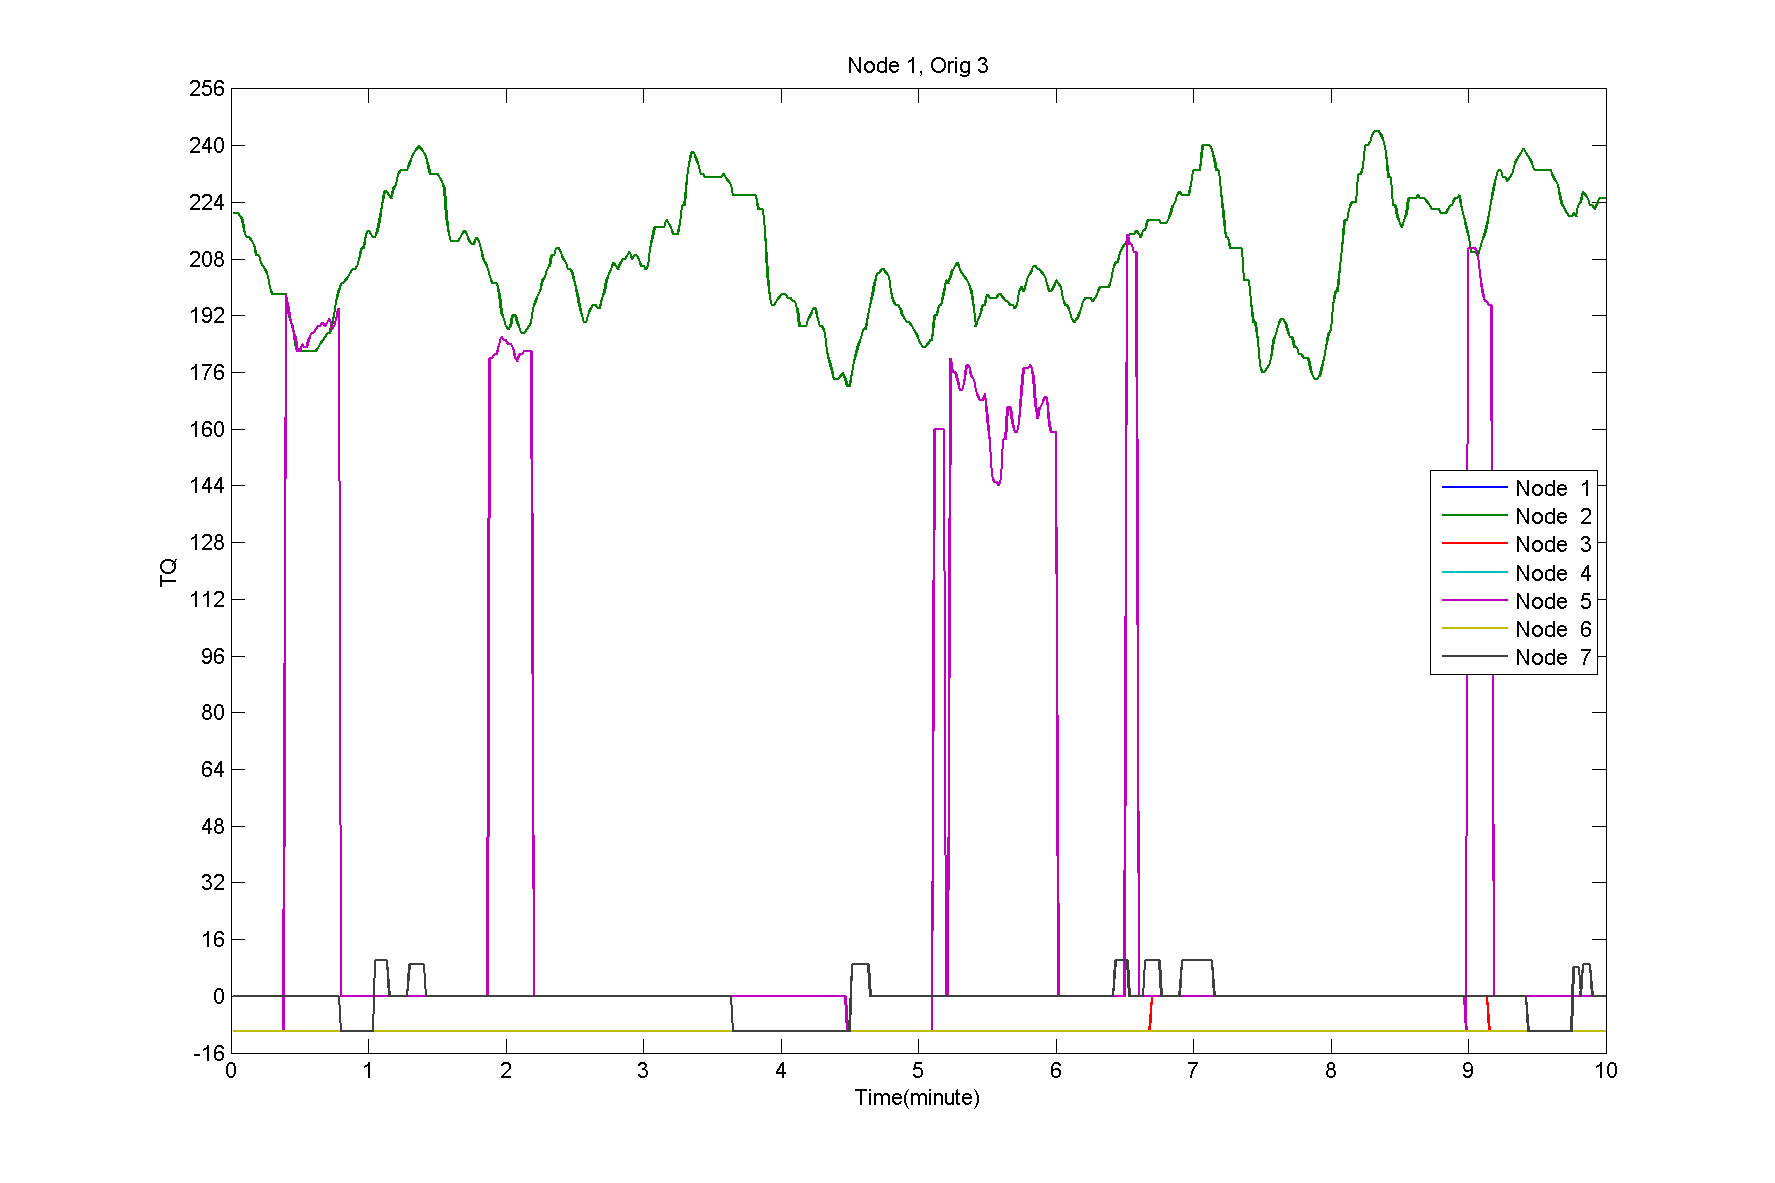 Node 1, Orig 3
256
240
224
208
192
176
160
144
128
112
96
80
64
48
32
16
0
-16
TQ
Node 1
Node 2
Node 3
Node 4
Node 5
Node 6
Node 7
0 1 2 3 4 5 6 7 8 9 10
Time(minute)